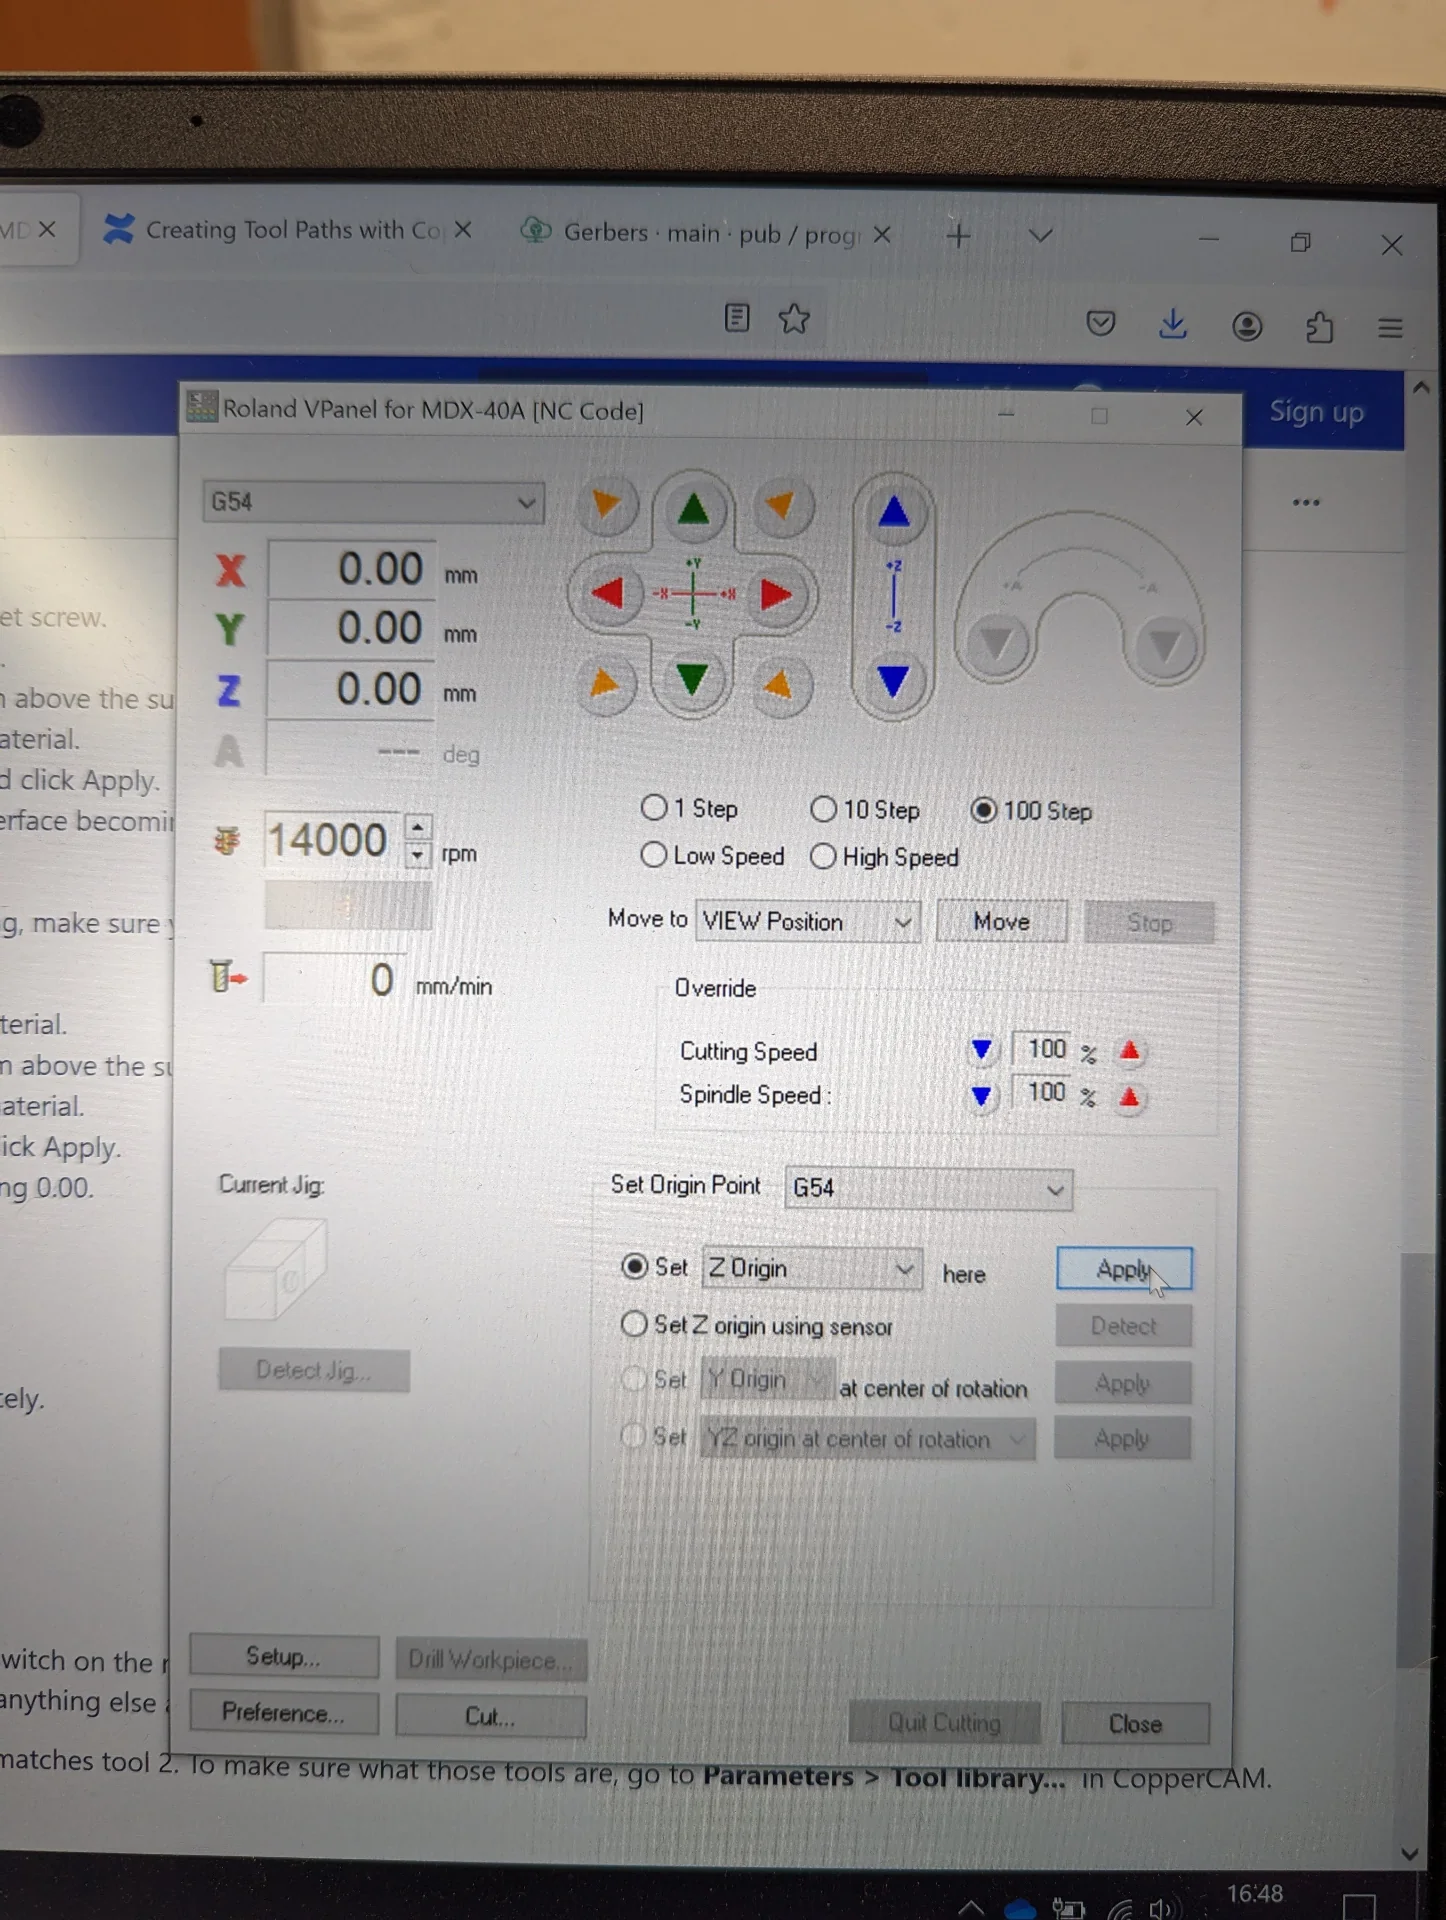 MD
Creating Tool Paths with Co
Gerbers · main · pub / prog
Sign up
Roland VPanel for MDX-40A [NC Code]
G54
X 0.00 mm
Y 0.00 mm
Z 0.00 mm
A --- deg
+Y
-X +X
-Y
+Z
-Z
+A -A
14000 rpm
1 Step 10 Step 100 Step
Low Speed High Speed
Move to VIEW Position Move Stop
0 mm/min
Override
Cutting Speed 100 %
Spindle Speed : 100 %
Current Jig:
Set Origin Point G54
Set Z Origin here Apply
Set Z origin using sensor Detect
Set Y Origin at center of rotation Apply
Set YZ origin at center of rotation Apply
Detect Jig...
Setup... Drill Workpiece...
Preference... Cut... Quit Cutting Close
et screw.
above the su
aterial.
d click Apply.
erface becomin
g, make sure
terial.
above the su
aterial.
ick Apply.
ng 0.00.
tely.
witch on the
anything else
matches tool 2. To make sure what those tools are, go to Parameters > Tool library... in CopperCAM.
16:48